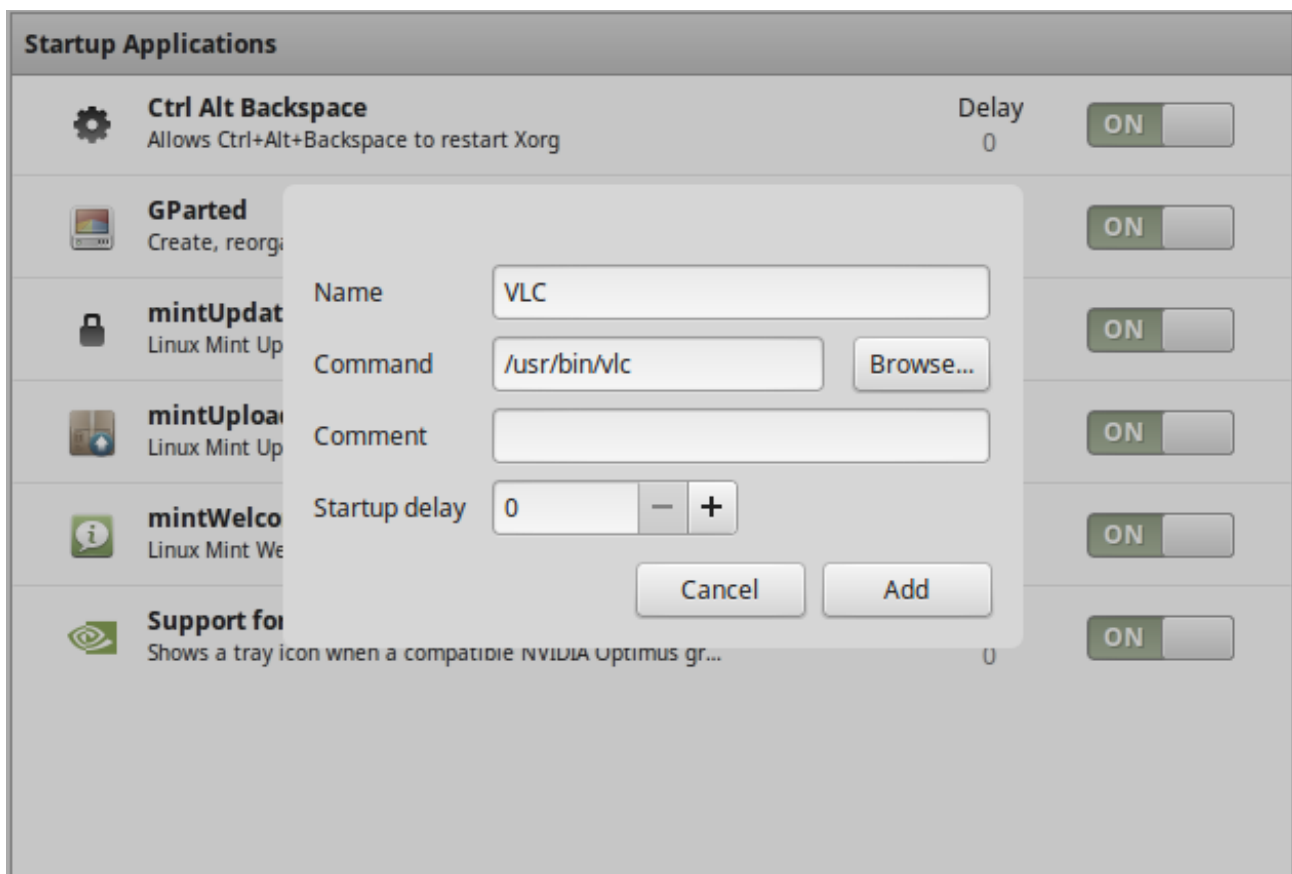 Startup Applications
Ctrl Alt Backspace
Allows Ctrl+Alt+Backspace to restart Xorg
Delay
0
ON
GParted
Create, reorga
ON
mintUpdat
Linux Mint Up
ON
mintUploa
Linux Mint Up
ON
mintWelco
Linux Mint We
ON
Support for
Shows a tray icon when a compatible NVIDIA Optimus gr...
0
ON
Name
VLC
Command
/usr/bin/vlc
Browse...
Comment
Startup delay
0
− +
Cancel
Add